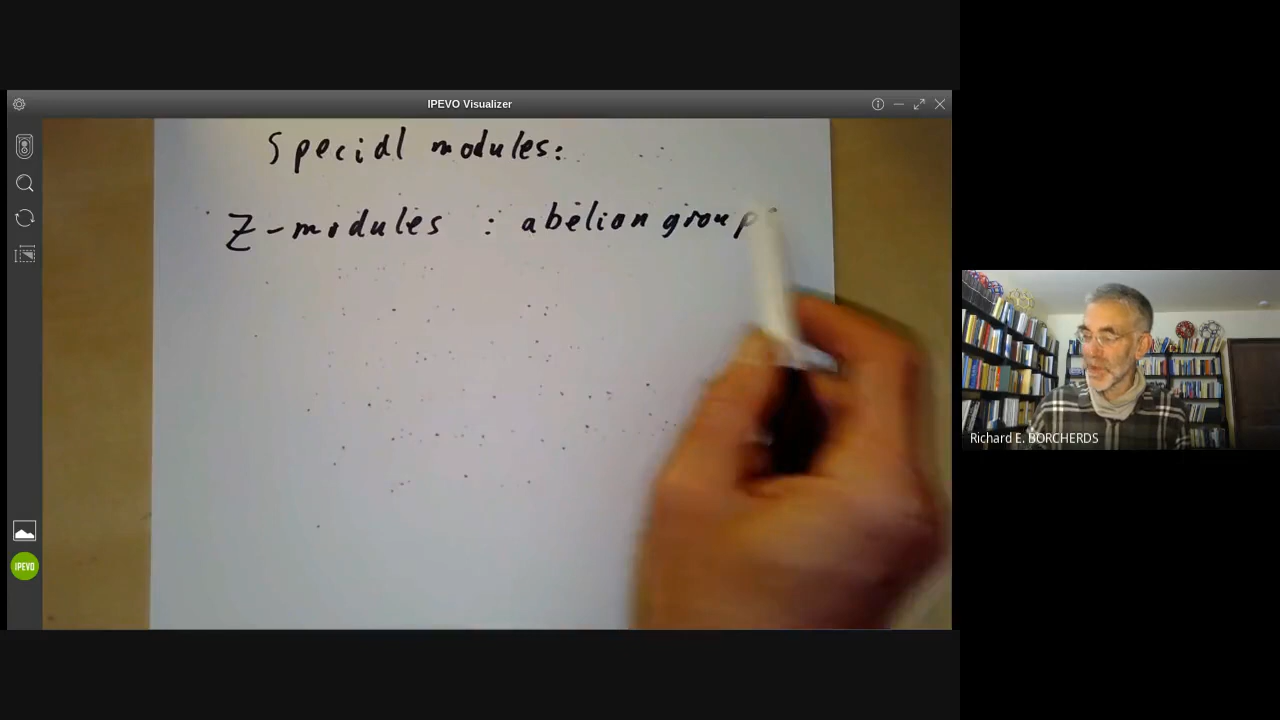 IPEVO Visualizer
Special modules:
Z-modules : abelian group
IPEVO
Richard E. BORCHERDS